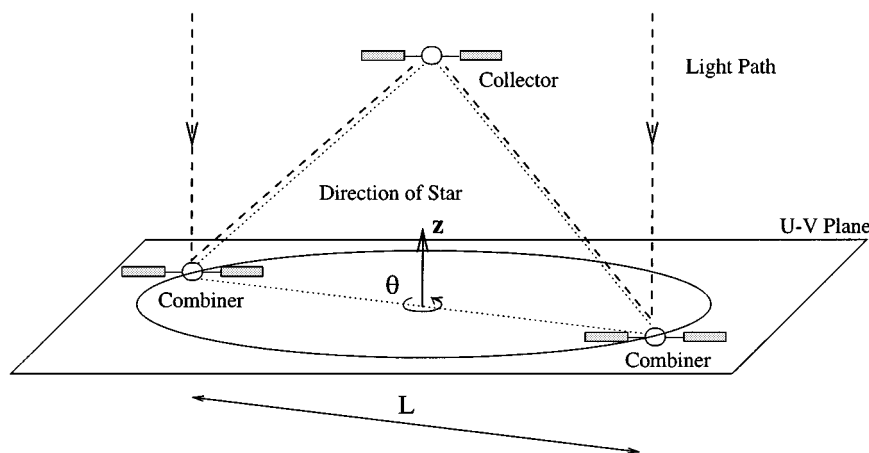 Collector
Light Path
Direction of Star
z
U-V Plane
θ
Combiner
Combiner
L